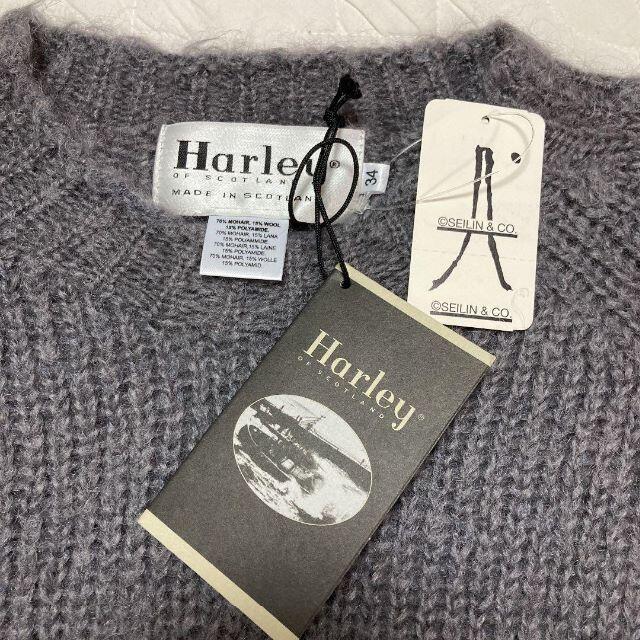 Harley®
OF SCOTLAND
MADE IN SCOTLAND
34
70% MOHAIR, 15% WOOL
15% POLYAMIDE
70% MOHAIR, 15% LANA
15% POLIAMMIDE
70% MOHAIR, 15% LAINE
15% POLYAMIDE
70% MOHAIR, 15% WOLLE
15% POLYAMID
©SEILIN & CO.
©SEILIN & CO.
Harley®
OF SCOTLAND